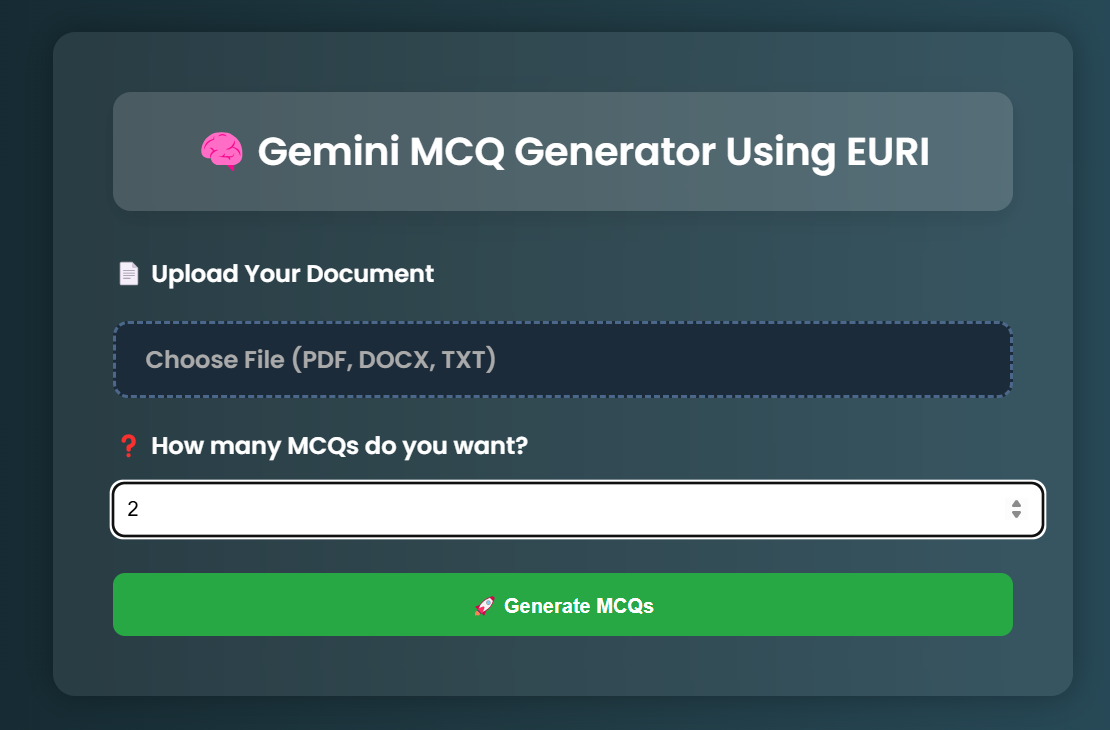 🧠 Gemini MCQ Generator Using EURI
📄 Upload Your Document
Choose File (PDF, DOCX, TXT)
❓ How many MCQs do you want?
2
🚀 Generate MCQs